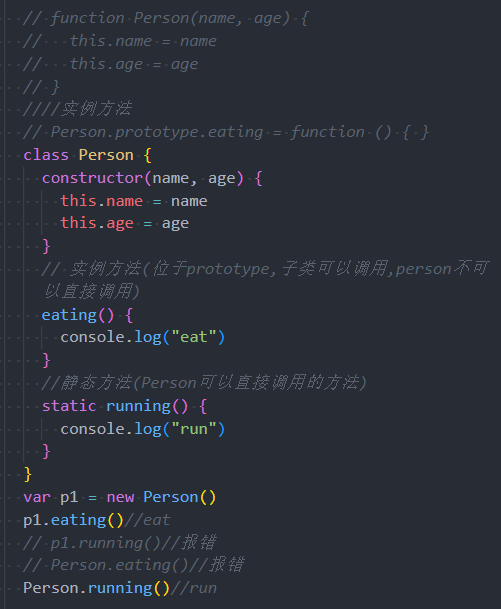 // function Person(name, age) {
//   this.name = name
//   this.age = age
// }
////实例方法
// Person.prototype.eating = function () { }
class Person {
  constructor(name, age) {
    this.name = name
    this.age = age
  }
  // 实例方法(位于prototype,子类可以调用,person不可
  以直接调用)
  eating() {
    console.log("eat")
  }
  //静态方法(Person可以直接调用的方法)
  static running() {
    console.log("run")
  }
}
var p1 = new Person()
p1.eating()//eat
// p1.running()//报错
// Person.eating()//报错
Person.running()//run